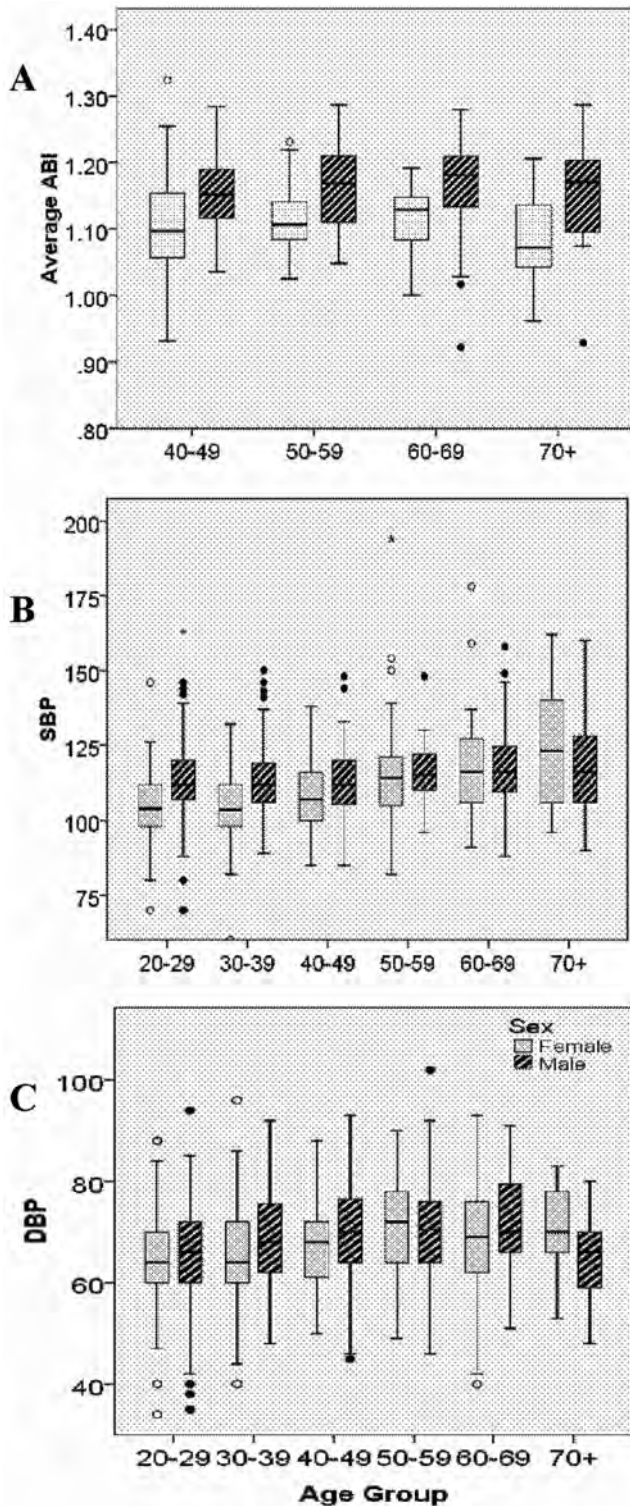 A
Average ABI
1.40
1.30
1.20
1.10
1.00
.90
.80
40-49 50-59 60-69 70+
B
SBP
200
175
150
125
100
75
20-29 30-39 40-49 50-59 60-69 70+
C
Sex
Female
Male
DBP
100
80
60
40
20-29 30-39 40-49 50-59 60-69 70+
Age Group